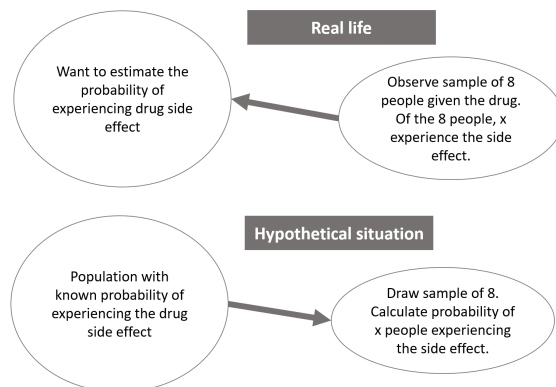 Real life
Want to estimate the
probability of
experiencing drug side
effect
Observe sample of 8
people given the drug.
Of the 8 people, x
experience the side
effect.
Hypothetical situation
Population with
known probability of
experiencing the drug
side effect
Draw sample of 8.
Calculate probability of
x people experiencing
the side effect.